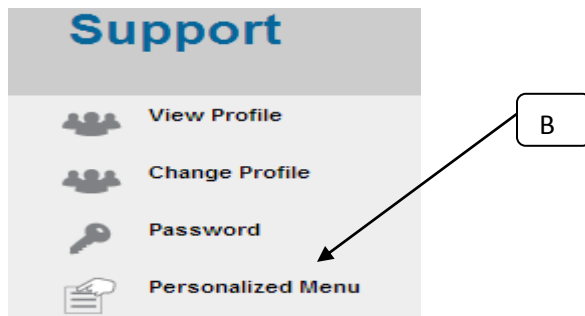 Support
View Profile
B
Change Profile
Password
Personalized Menu